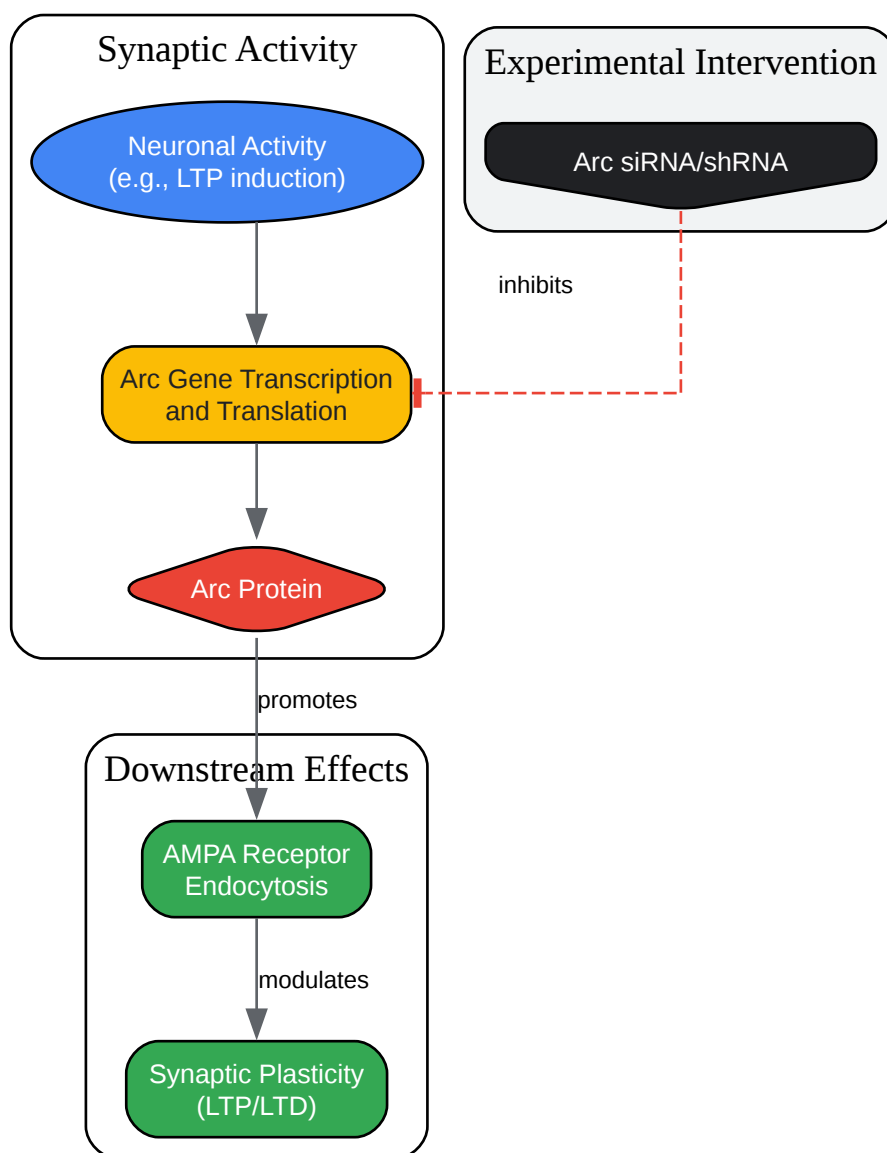 Synaptic Activity
Neuronal Activity
(e.g., LTP induction)
Arc Gene Transcription
and Translation
Arc Protein
Experimental Intervention
Arc siRNA/shRNA
inhibits
promotes
Downstream Effects
AMPA Receptor
Endocytosis
modulates
Synaptic Plasticity
(LTP/LTD)